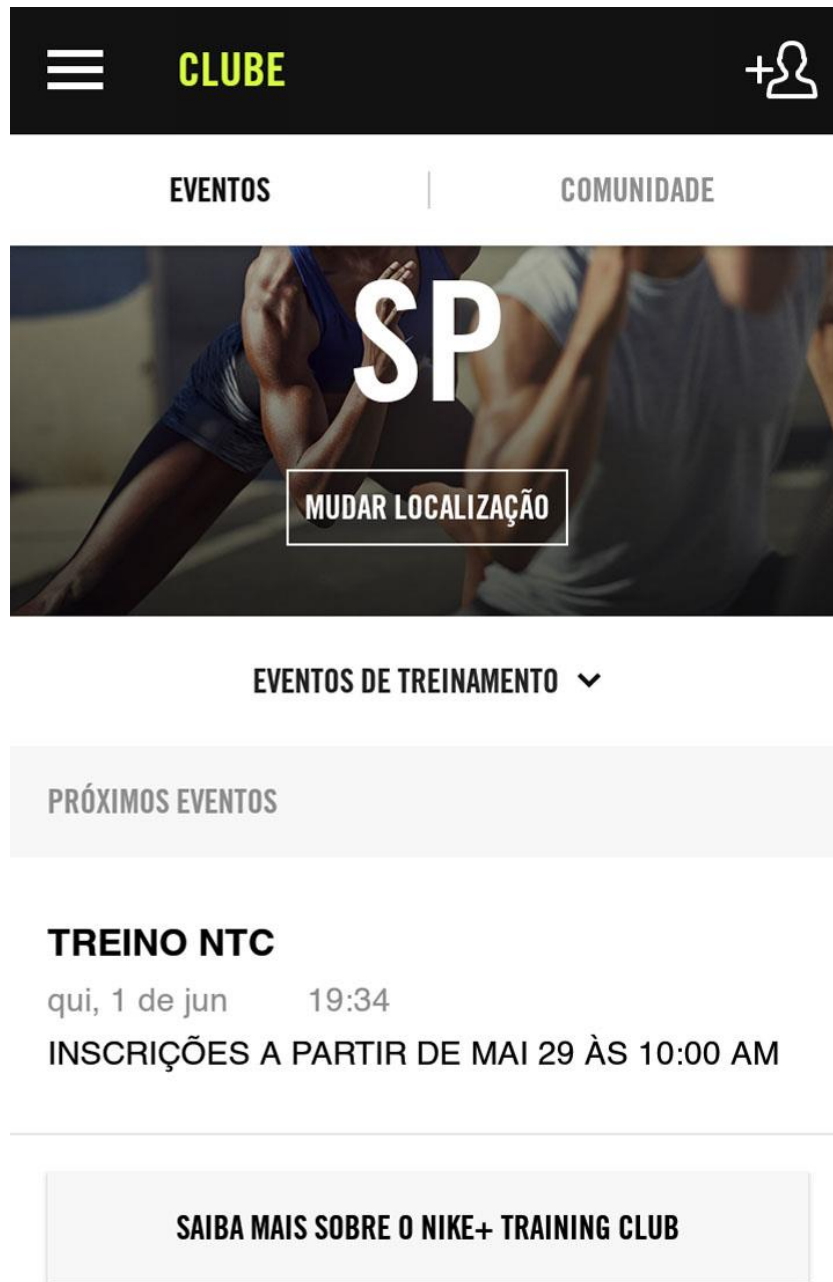 CLUBE
EVENTOS
COMUNIDADE
SP
MUDAR LOCALIZAÇÃO
EVENTOS DE TREINAMENTO
PRÓXIMOS EVENTOS
TREINO NTC
qui, 1 de jun 19:34
INSCRIÇÕES A PARTIR DE MAI 29 ÀS 10:00 AM
SAIBA MAIS SOBRE O NIKE+ TRAINING CLUB